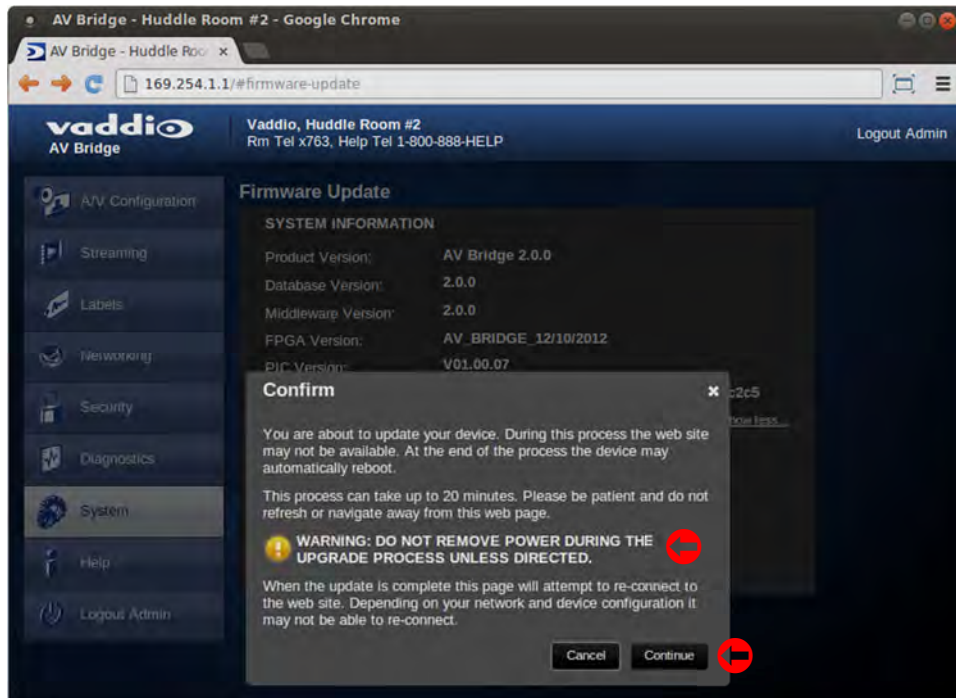 AV Bridge - Huddle Room #2 - Google Chrome
AV Bridge - Huddle Roo
169.254.1.1/#firmware-update
vaddio
AV Bridge
Vaddio, Huddle Room #2
Rm Tel x763, Help Tel 1-800-888-HELP
Logout Admin
A/V Configuration
Streaming
Labels
Networking
Security
Diagnostics
System
Help
Logout Admin
Firmware Update
SYSTEM INFORMATION
Product Version: AV Bridge 2.0.0
Database Version: 2.0.0
Middleware Version: 2.0.0
FPGA Version: AV_BRIDGE_12/10/2012
PIC Version: V01.00.07
c2c5
how less...
Confirm
You are about to update your device. During this process the web site
may not be available. At the end of the process the device may
automatically reboot.
This process can take up to 20 minutes. Please be patient and do not
refresh or navigate away from this web page.
WARNING: DO NOT REMOVE POWER DURING THE
UPGRADE PROCESS UNLESS DIRECTED.
When the update is complete this page will attempt to re-connect to
the web site. Depending on your network and device configuration it
may not be able to re-connect.
Cancel Continue